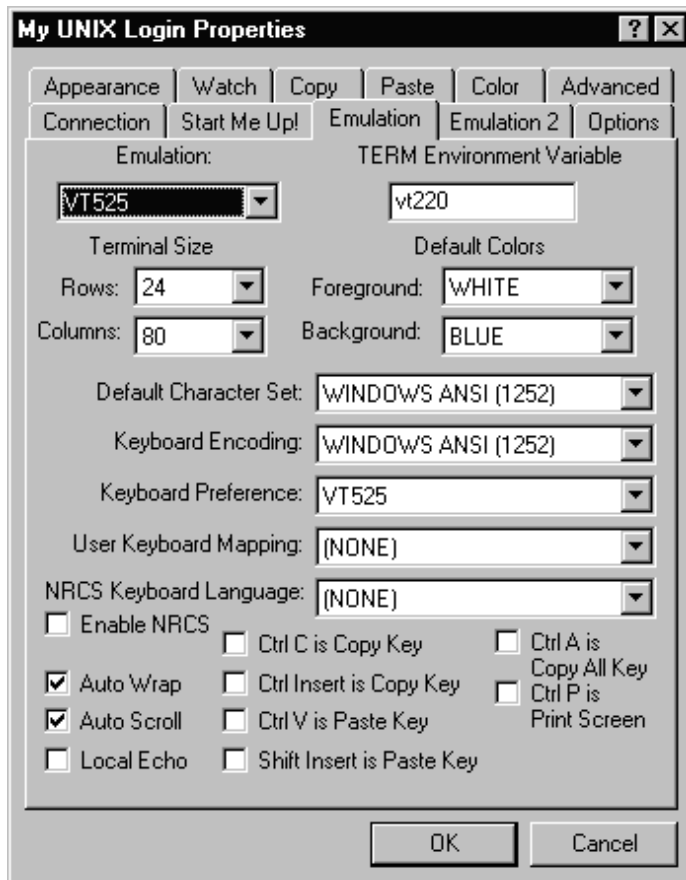 My UNIX Login Properties
Appearance Watch Copy Paste Color Advanced
Connection Start Me Up! Emulation Emulation 2 Options
Emulation: TERM Environment Variable
VT525 vt220
Terminal Size Default Colors
Rows: 24 Foreground: WHITE
Columns: 80 Background: BLUE
Default Character Set: WINDOWS ANSI (1252)
Keyboard Encoding: WINDOWS ANSI (1252)
Keyboard Preference: VT525
User Keyboard Mapping: (NONE)
NRCS Keyboard Language: (NONE)
Enable NRCS Ctrl C is Copy Key Ctrl A is
Copy All Key
Auto Wrap Ctrl Insert is Copy Key Ctrl P is
Auto Scroll Ctrl V is Paste Key Print Screen
Local Echo Shift Insert is Paste Key
OK Cancel